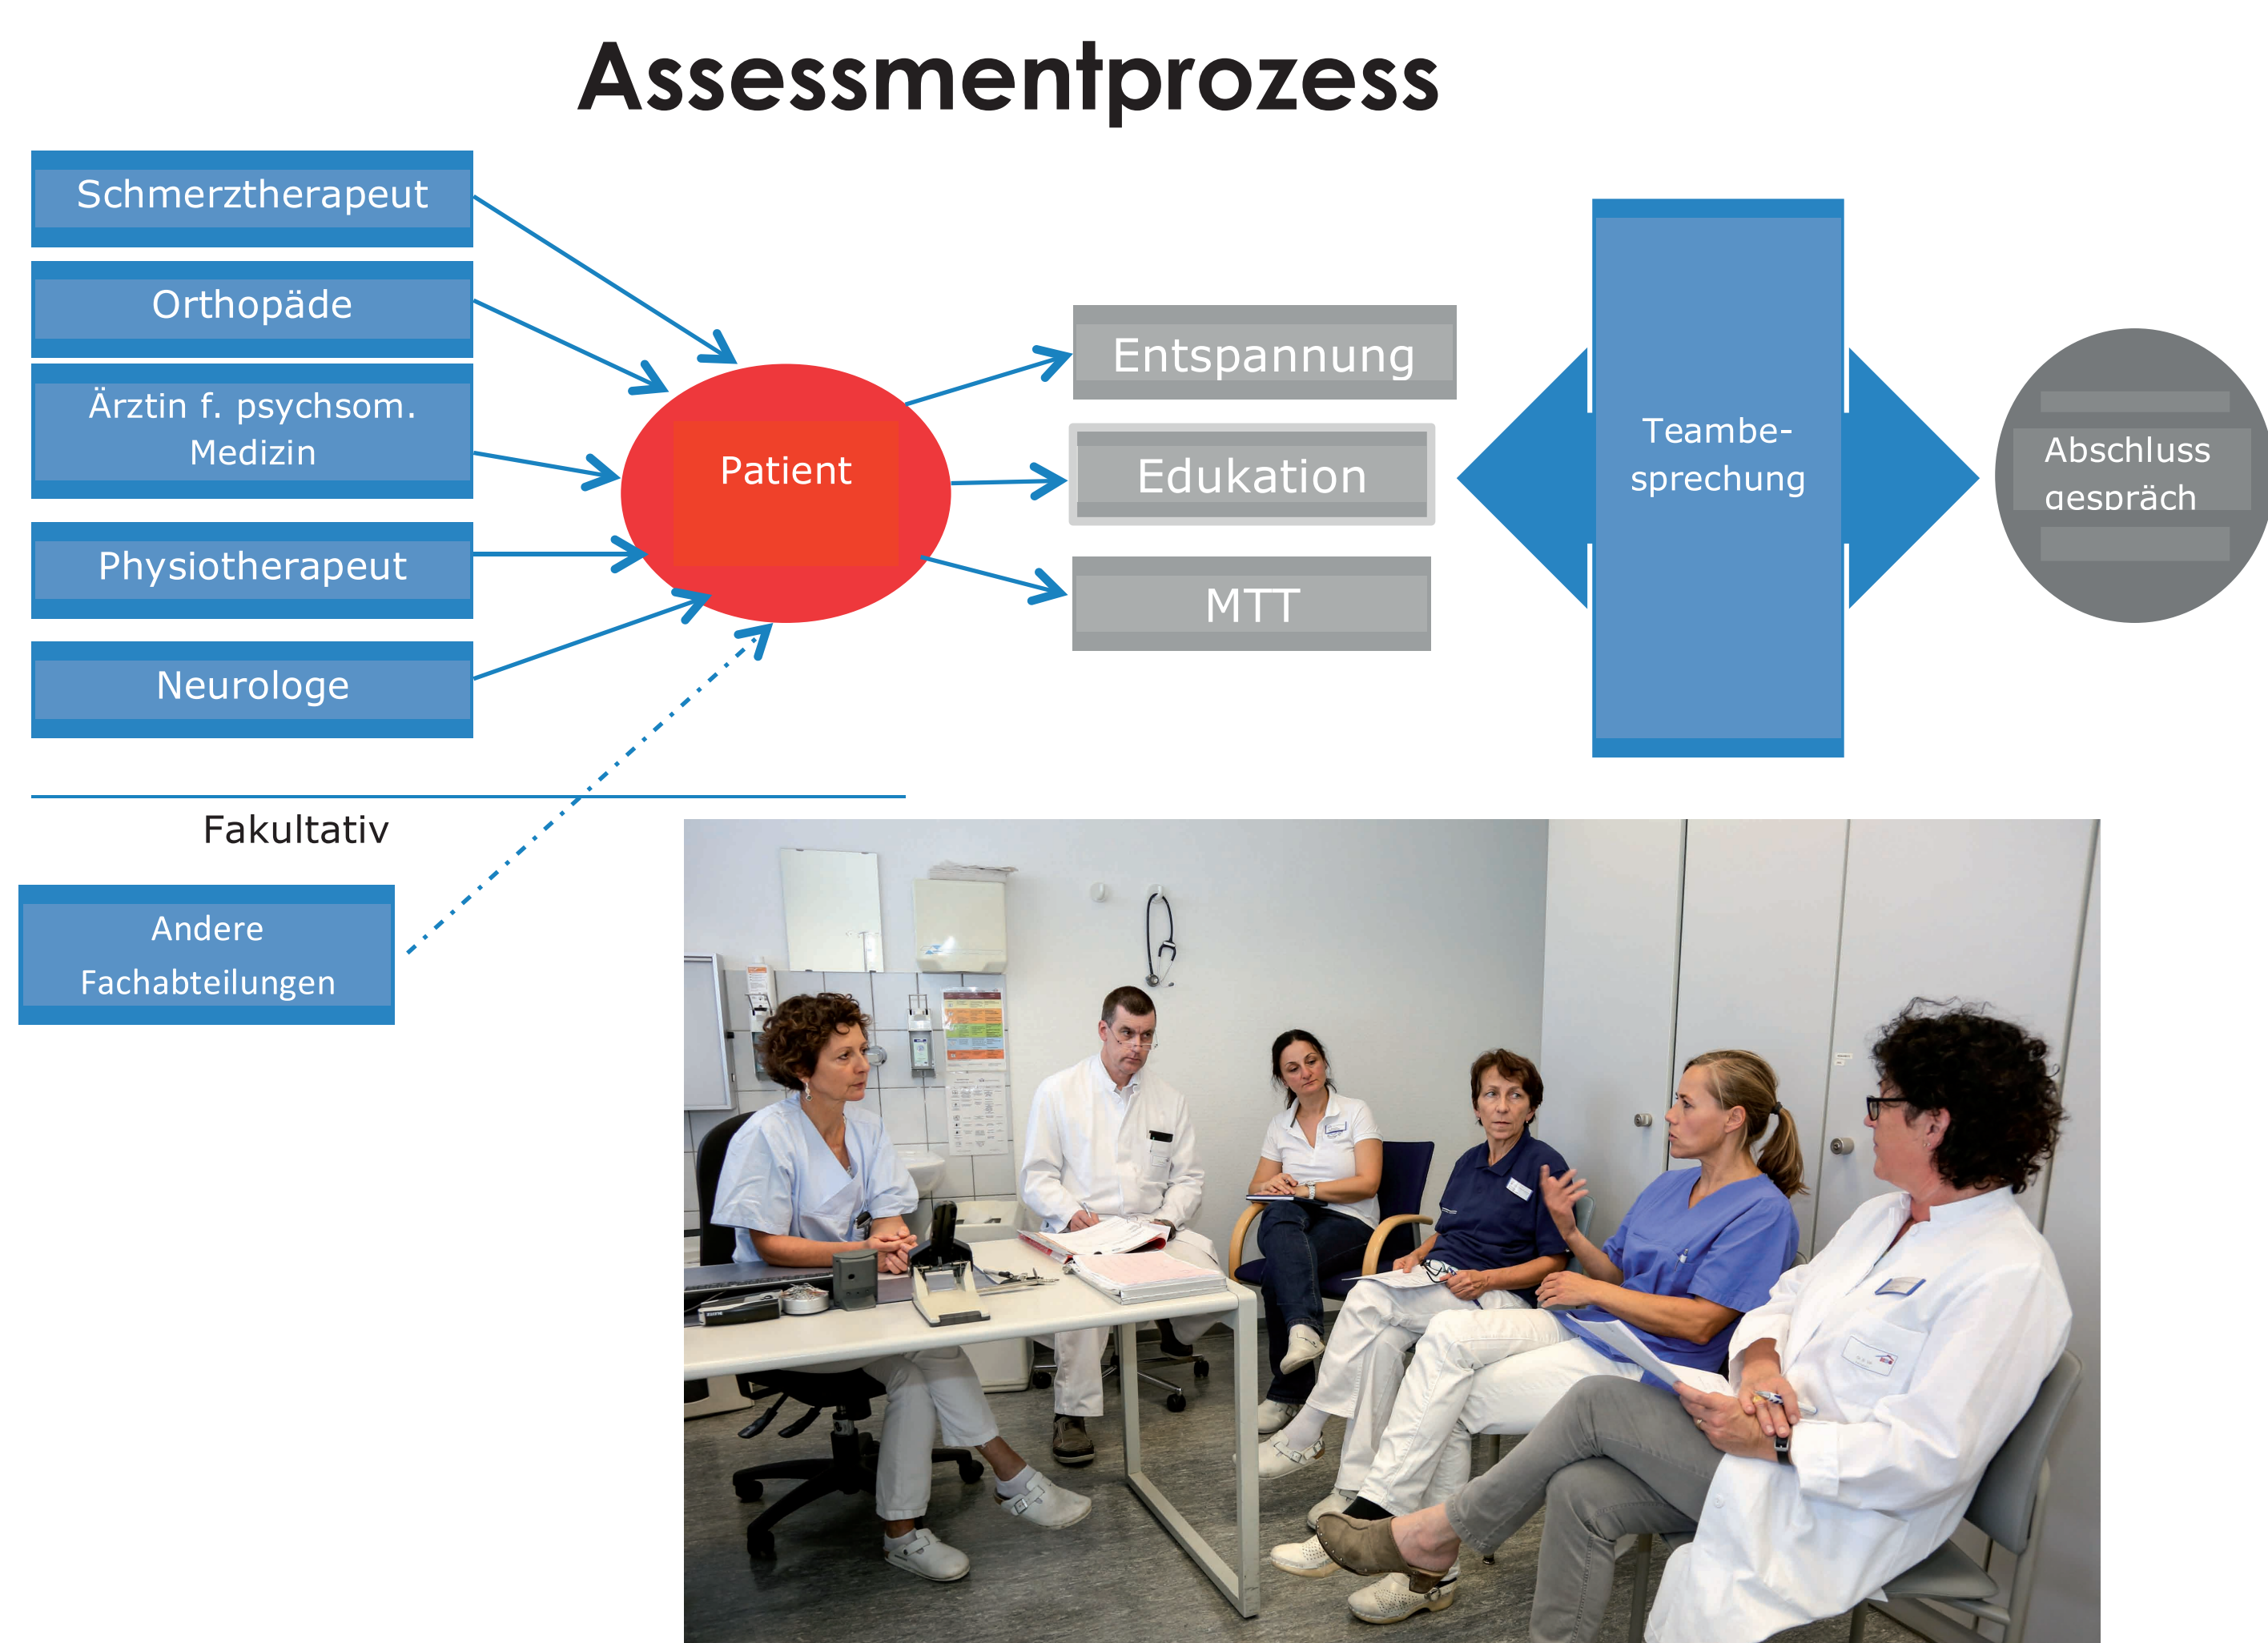 Assessmentprozess
Schmerztherapeut
Orthopäde
Ärztin f. psychsom.
Medizin
Physiotherapeut
Neurologe
Fakultativ
Andere
Fachabteilungen
Patient
Entspannung
Edukation
MTT
Teambe-
sprechung
Abschluss
gespräch